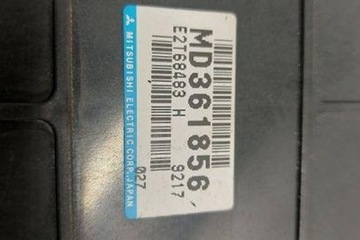 MD361856
E2T68483 H
9217
027
MITSUBISHI ELECTRIC CORP., JAPAN